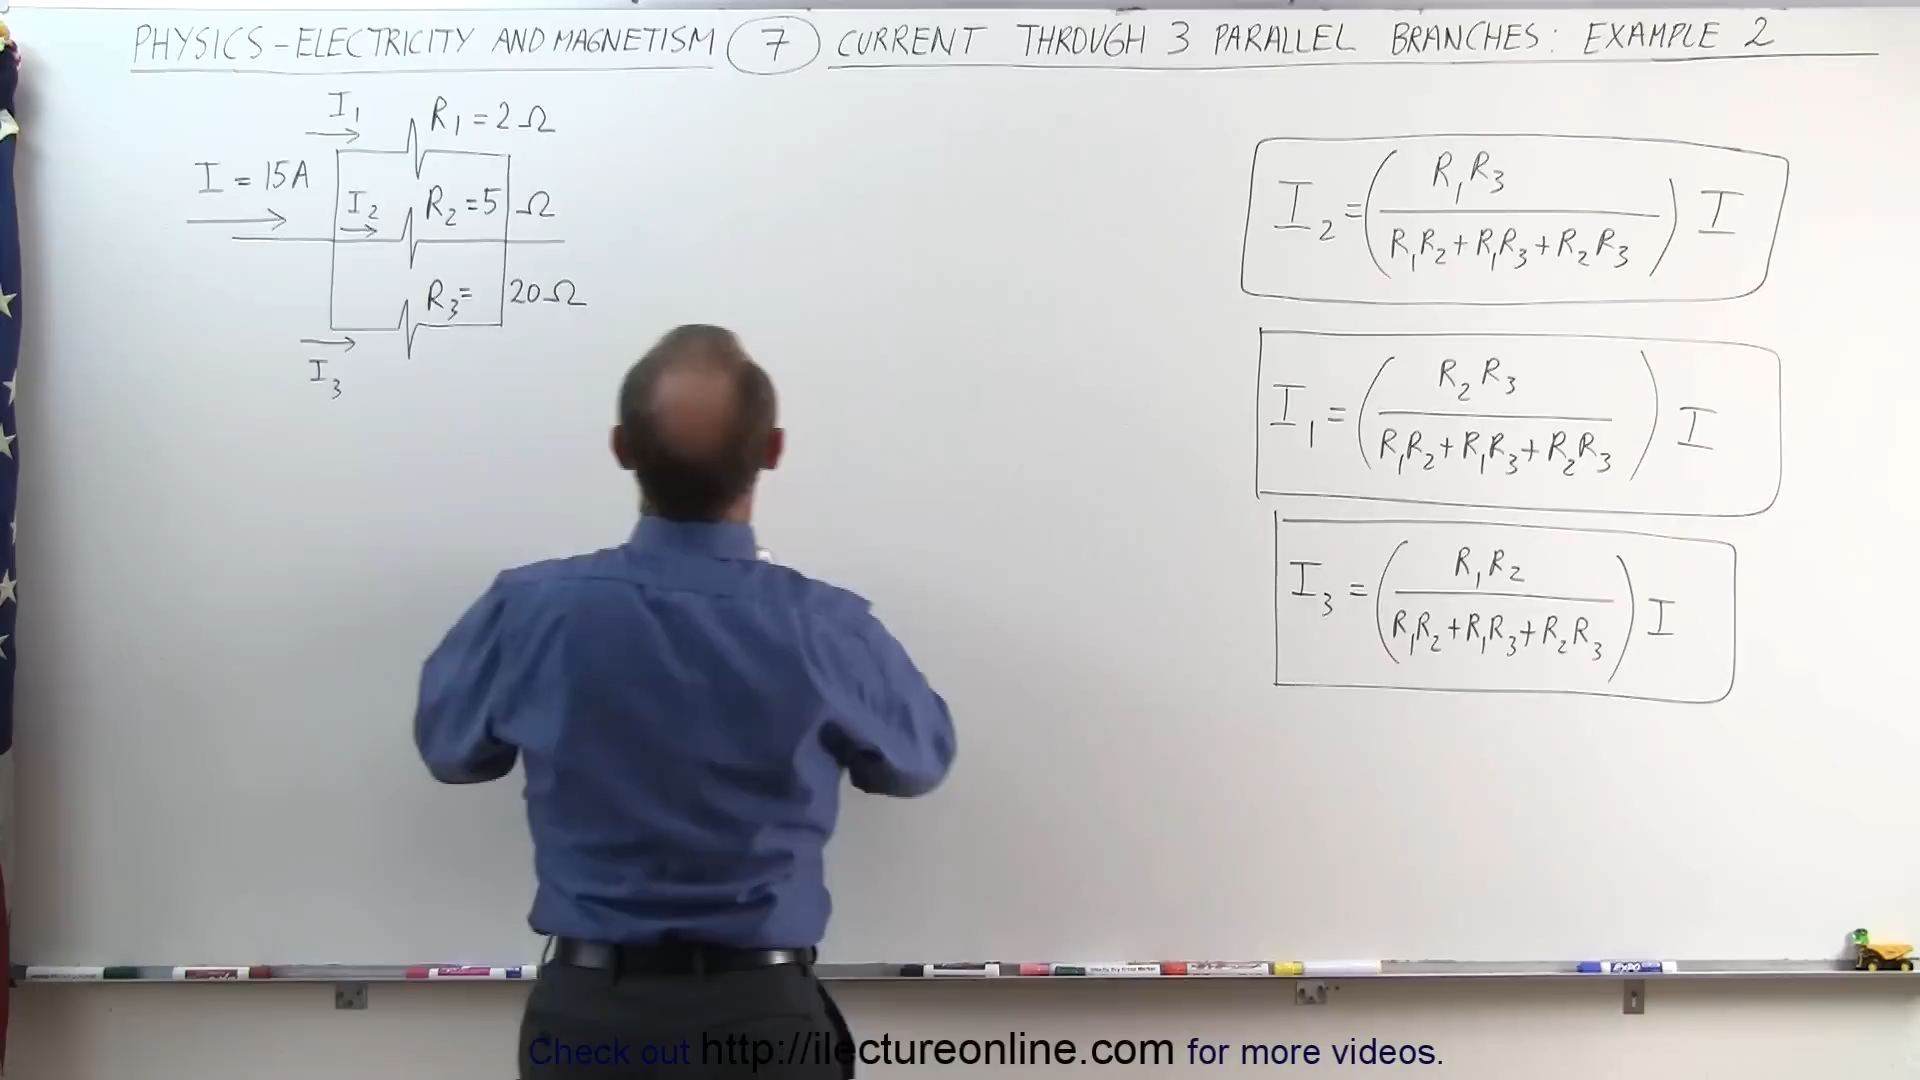 PHYSICS-ELECTRICITY AND MAGNETISM 7 CURRENT THROUGH 3 PARALLEL BRANCHES: EXAMPLE 2
I₁
R₁ = 2 Ω
I = 15A
I₂
R₂ = 5 Ω
R₃ = 20 Ω
I₃
I₂ = (R₁R₃ / (R₁R₂ + R₁R₃ + R₂R₃)) I
I₁ = (R₂R₃ / (R₁R₂ + R₁R₃ + R₂R₃)) I
I₃ = (R₁R₂ / (R₁R₂ + R₁R₃ + R₂R₃)) I
EXPO
Check out http://ilectureonline.com for more videos.